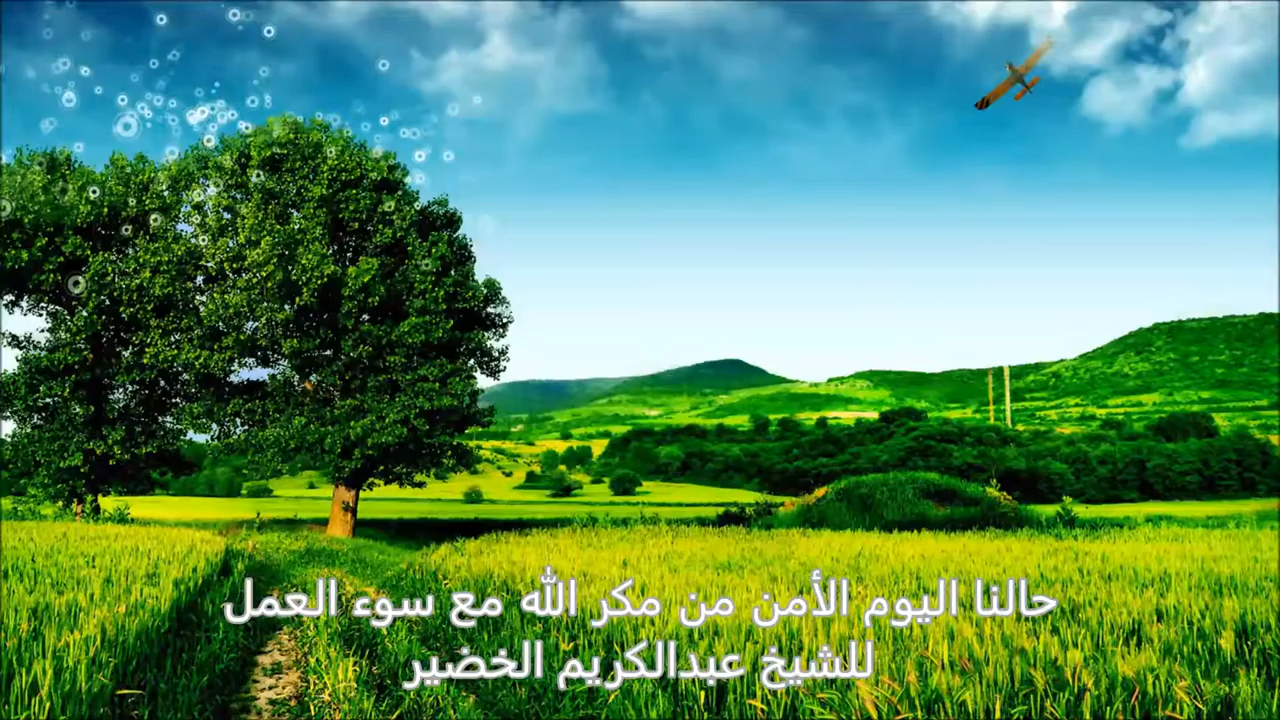 حالنا اليوم الأمن من مكر الله مع سوء العمل
للشيخ عبدالكريم الخضير